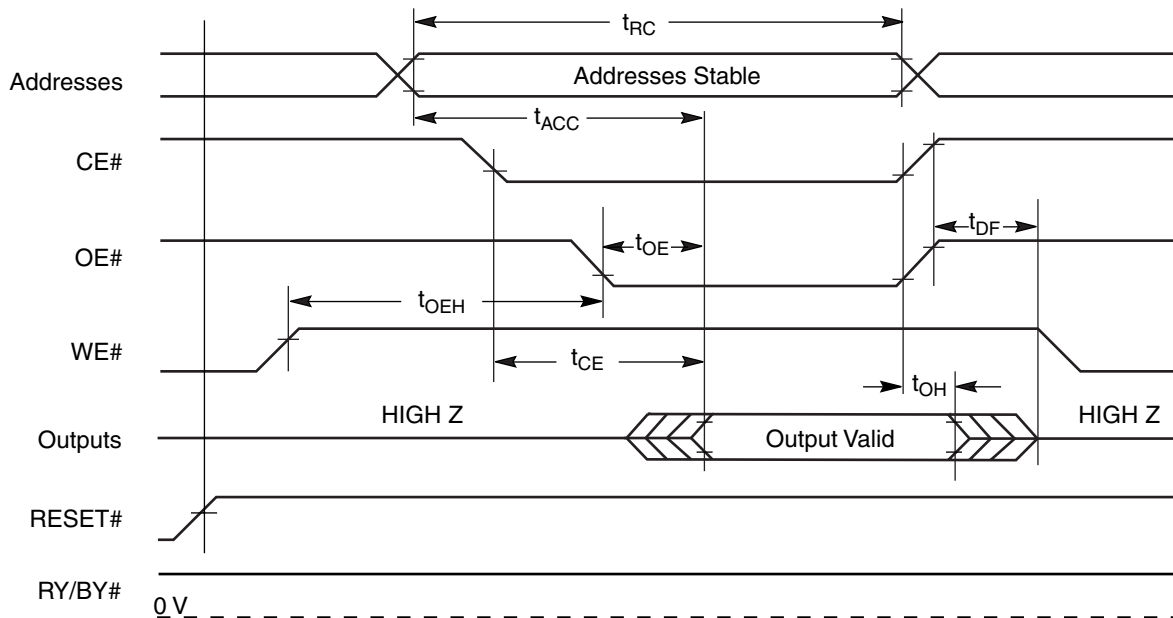 tRC
Addresses
Addresses Stable
tACC
CE#
tDF
OE#
tOE
tOEH
WE#
tCE
tOH
HIGH Z
HIGH Z
Outputs
Output Valid
RESET#
RY/BY#
0 V